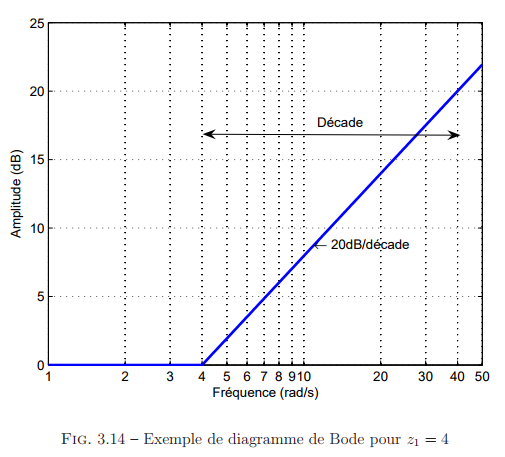 25
20
15
10
5
0
Amplitude (dB)
Décade
20dB/décade
1 2 3 4 5 6 7 8 9 10 20 30 40 50
Fréquence (rad/s)
FIG. 3.14 – Exemple de diagramme de Bode pour z₁ = 4